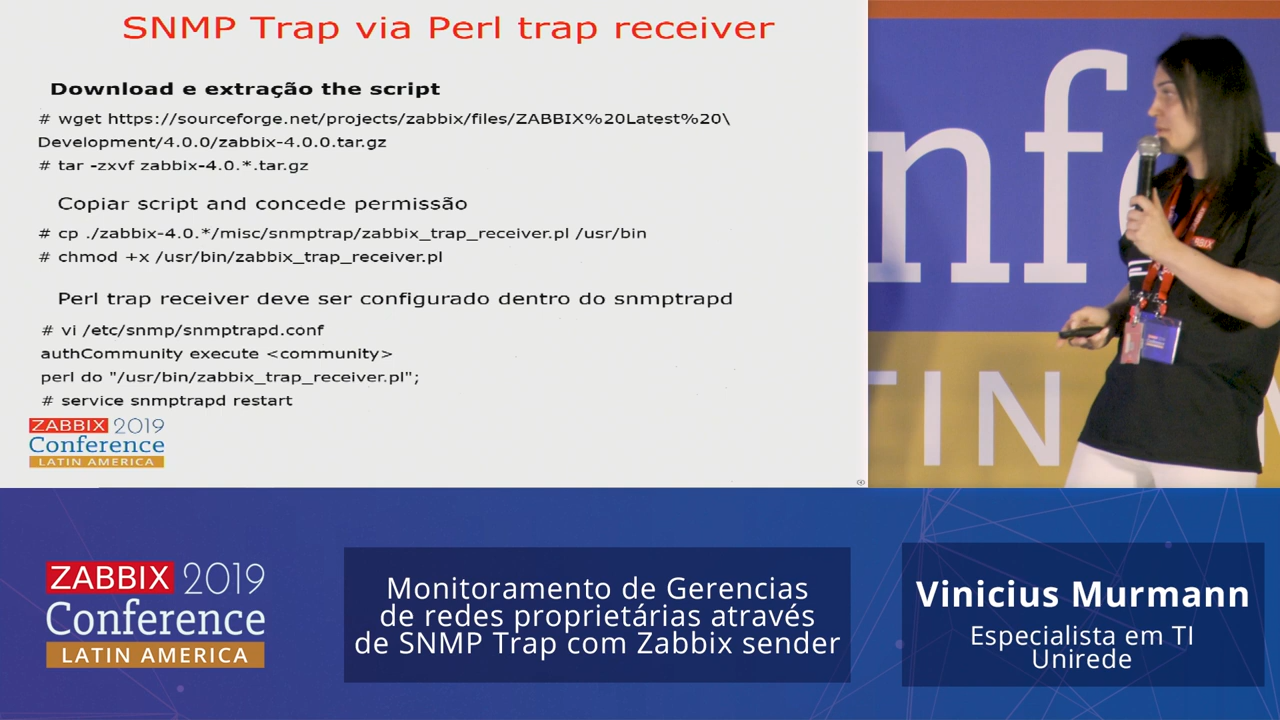 SNMP Trap via Perl trap receiver
Download e extração the script
# wget https://sourceforge.net/projects/zabbix/files/ZABBIX%20Latest%20\
Development/4.0.0/zabbix-4.0.0.tar.gz
# tar -zxvf zabbix-4.0.*.tar.gz
Copiar script and concede permissão
# cp ./zabbix-4.0.*/misc/snmptrap/zabbix_trap_receiver.pl /usr/bin
# chmod +x /usr/bin/zabbix_trap_receiver.pl
Perl trap receiver deve ser configurado dentro do snmptrapd
# vi /etc/snmp/snmptrapd.conf
authCommunity execute <community>
perl do "/usr/bin/zabbix_trap_receiver.pl";
# service snmptrapd restart
ZABBIX 2019
Conference
LATIN AMERICA
nfe
TIN
ZABBIX
ZABBIX 2019
Conference
LATIN AMERICA
Monitoramento de Gerencias
de redes proprietárias através
de SNMP Trap com Zabbix sender
Vinicius Murmann
Especialista em TI
Unirede